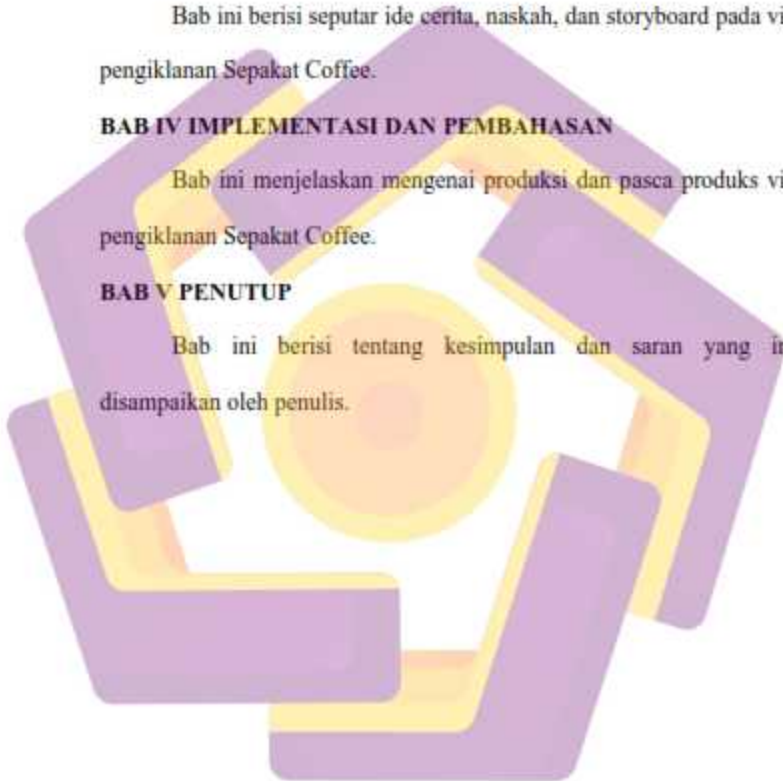 Bab ini berisi seputar ide cerita, naskah, dan storyboard pada vi
pengiklanan Sepakat Coffee.
BAB IV IMPLEMENTASI DAN PEMBAHASAN
Bab ini menjelaskan mengenai produksi dan pasca produks vi
pengiklanan Sepakat Coffee.
BAB V PENUTUP
Bab ini berisi tentang kesimpulan dan saran yang in
disampaikan oleh penulis.